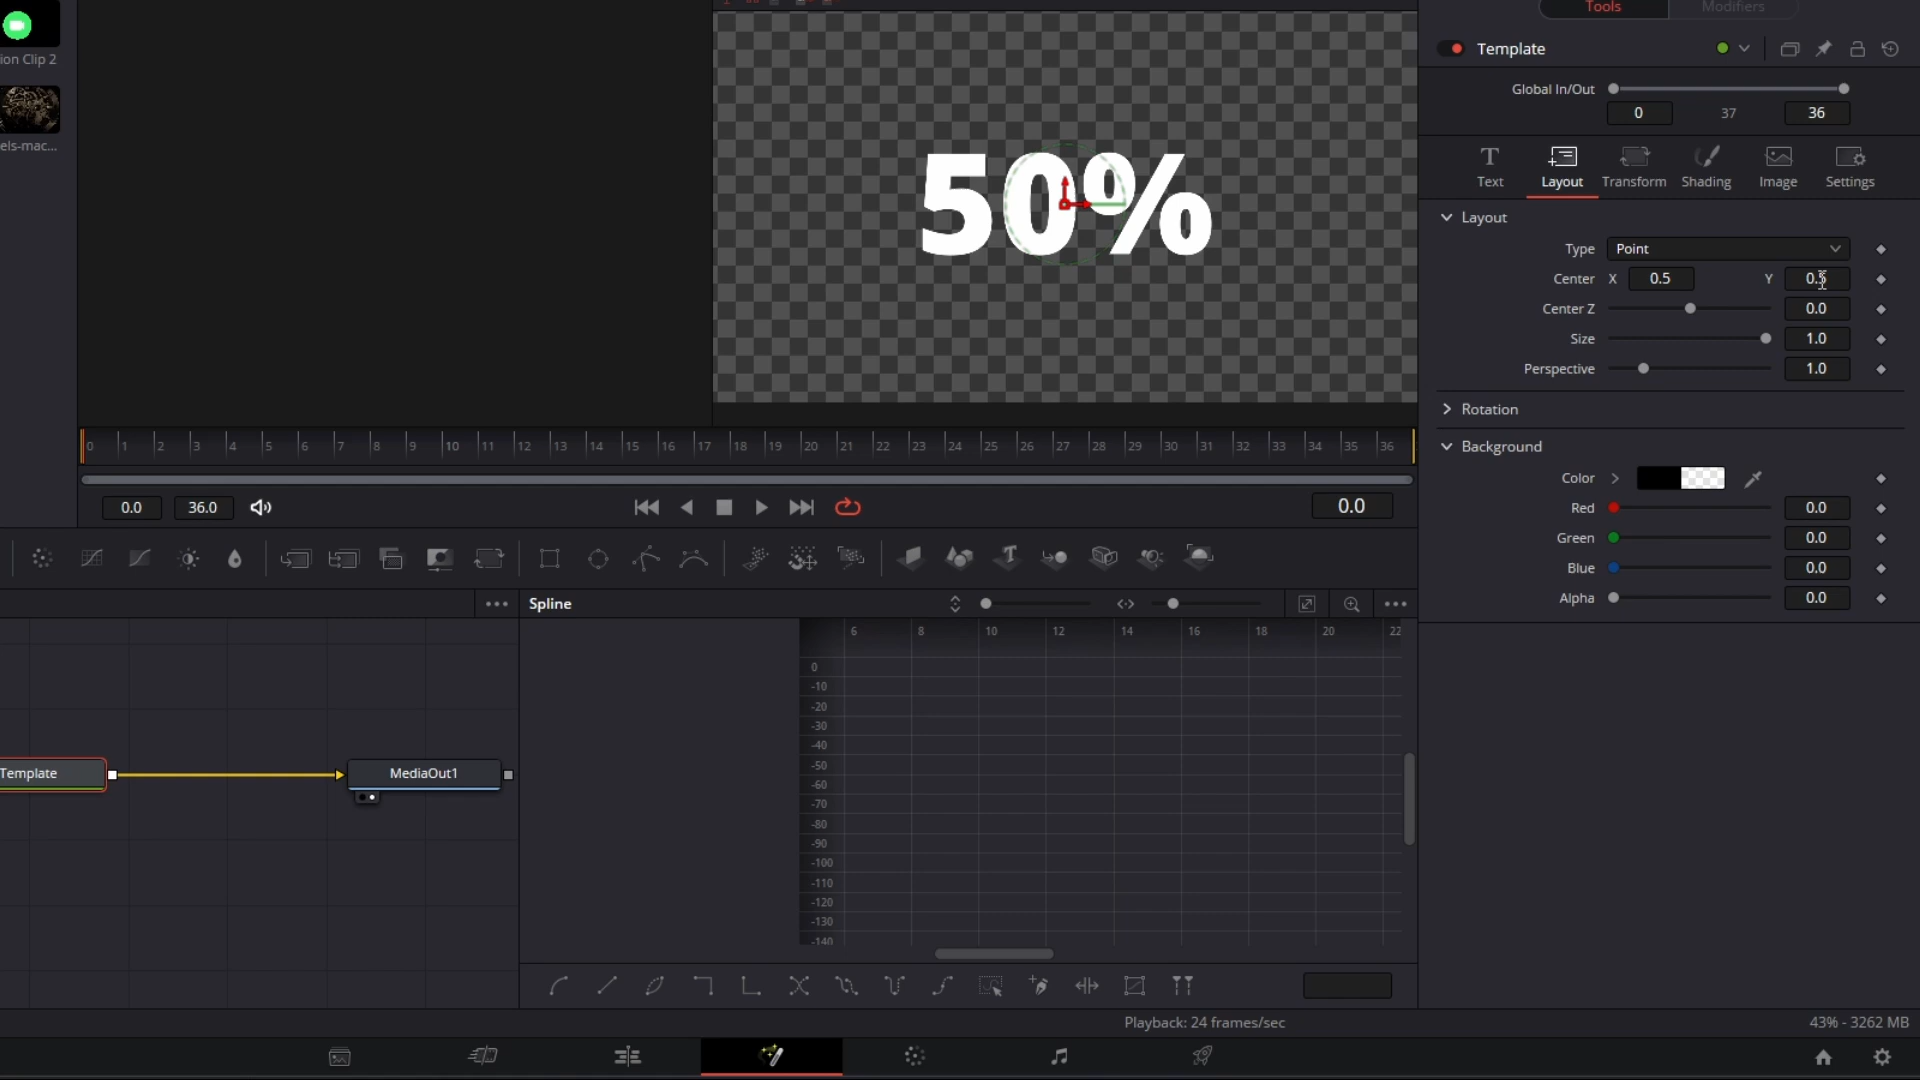 Tools Modifiers
ion Clip 2
Template
Global In/Out
0 37 36
els-mac...
50%
Text Layout Transform Shading Image Settings
Layout
Type Point
Center X 0.5 Y 0.5
Center Z 0.0
Size 1.0
Perspective 1.0
Rotation
Background
0 1 2 3 4 5 6 7 8 9 10 11 12 13 14 15 16 17 18 19 20 21 22 23 24 25 26 27 28 29 30 31 32 33 34 35 36
Color
0.0 36.0 0.0
Red 0.0
Green 0.0
Blue 0.0
Alpha 0.0
Spline
6 8 10 12 14 16 18 20 22
0
-10
-20
-30
-40
-50
-60
-70
-80
-90
-100
-110
-120
-130
-140
Template MediaOut1
Playback: 24 frames/sec
43% - 3262 MB